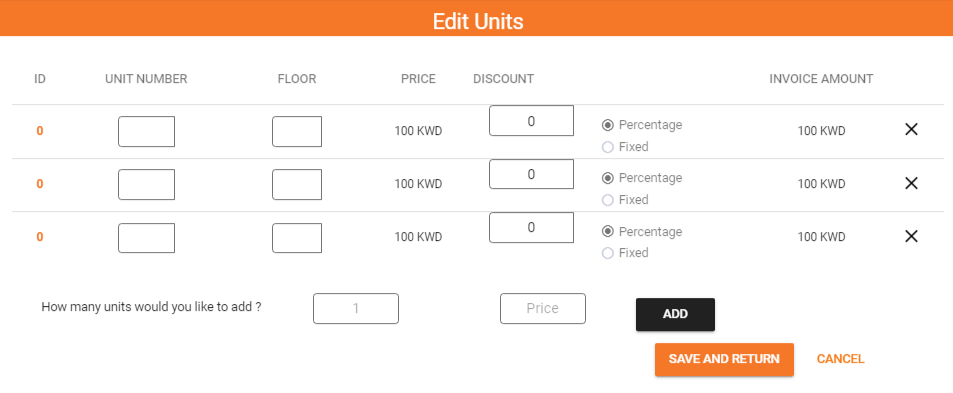 Edit Units
ID UNIT NUMBER FLOOR PRICE DISCOUNT INVOICE AMOUNT
0 100 KWD 0 Percentage 100 KWD
Fixed
0 100 KWD 0 Percentage 100 KWD
Fixed
0 100 KWD 0 Percentage 100 KWD
Fixed
How many units would you like to add ? 1 Price ADD
SAVE AND RETURN CANCEL